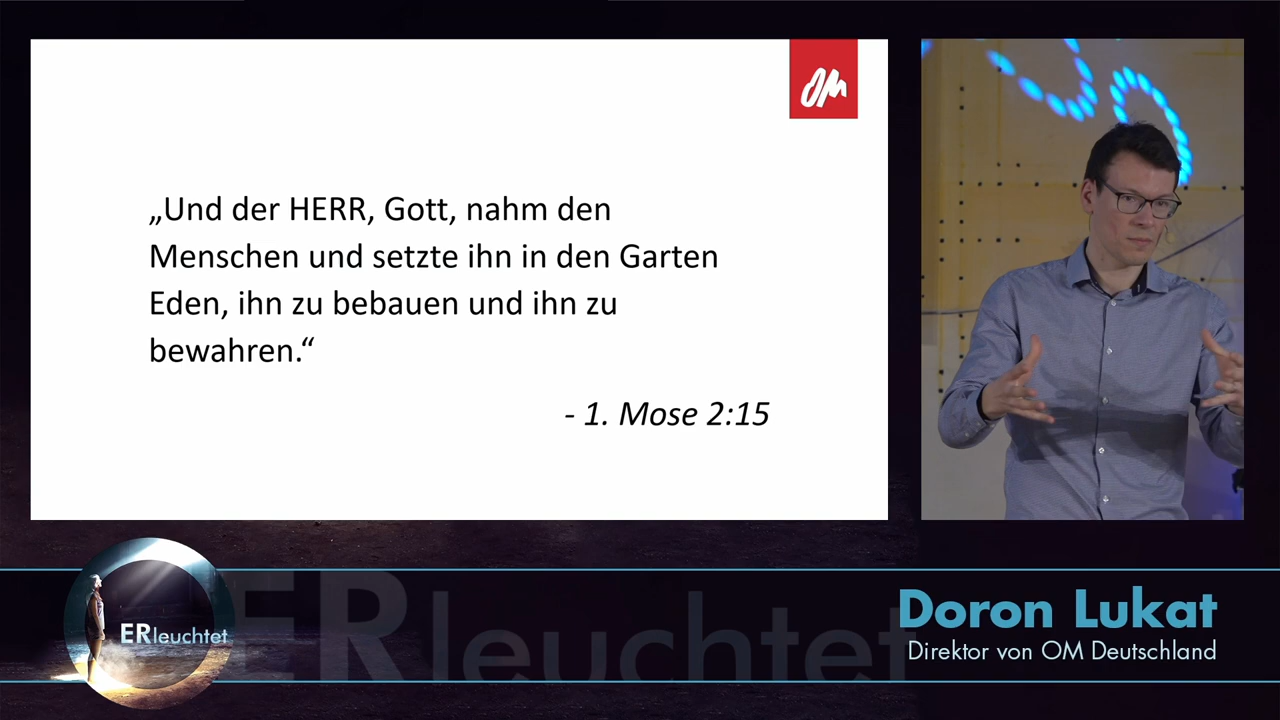 OM
„Und der HERR, Gott, nahm den
Menschen und setzte ihn in den Garten
Eden, ihn zu bebauen und ihn zu
bewahren.“
- 1. Mose 2:15
ERleuchtet
ERleuchtet
Doron Lukat
Direktor von OM Deutschland